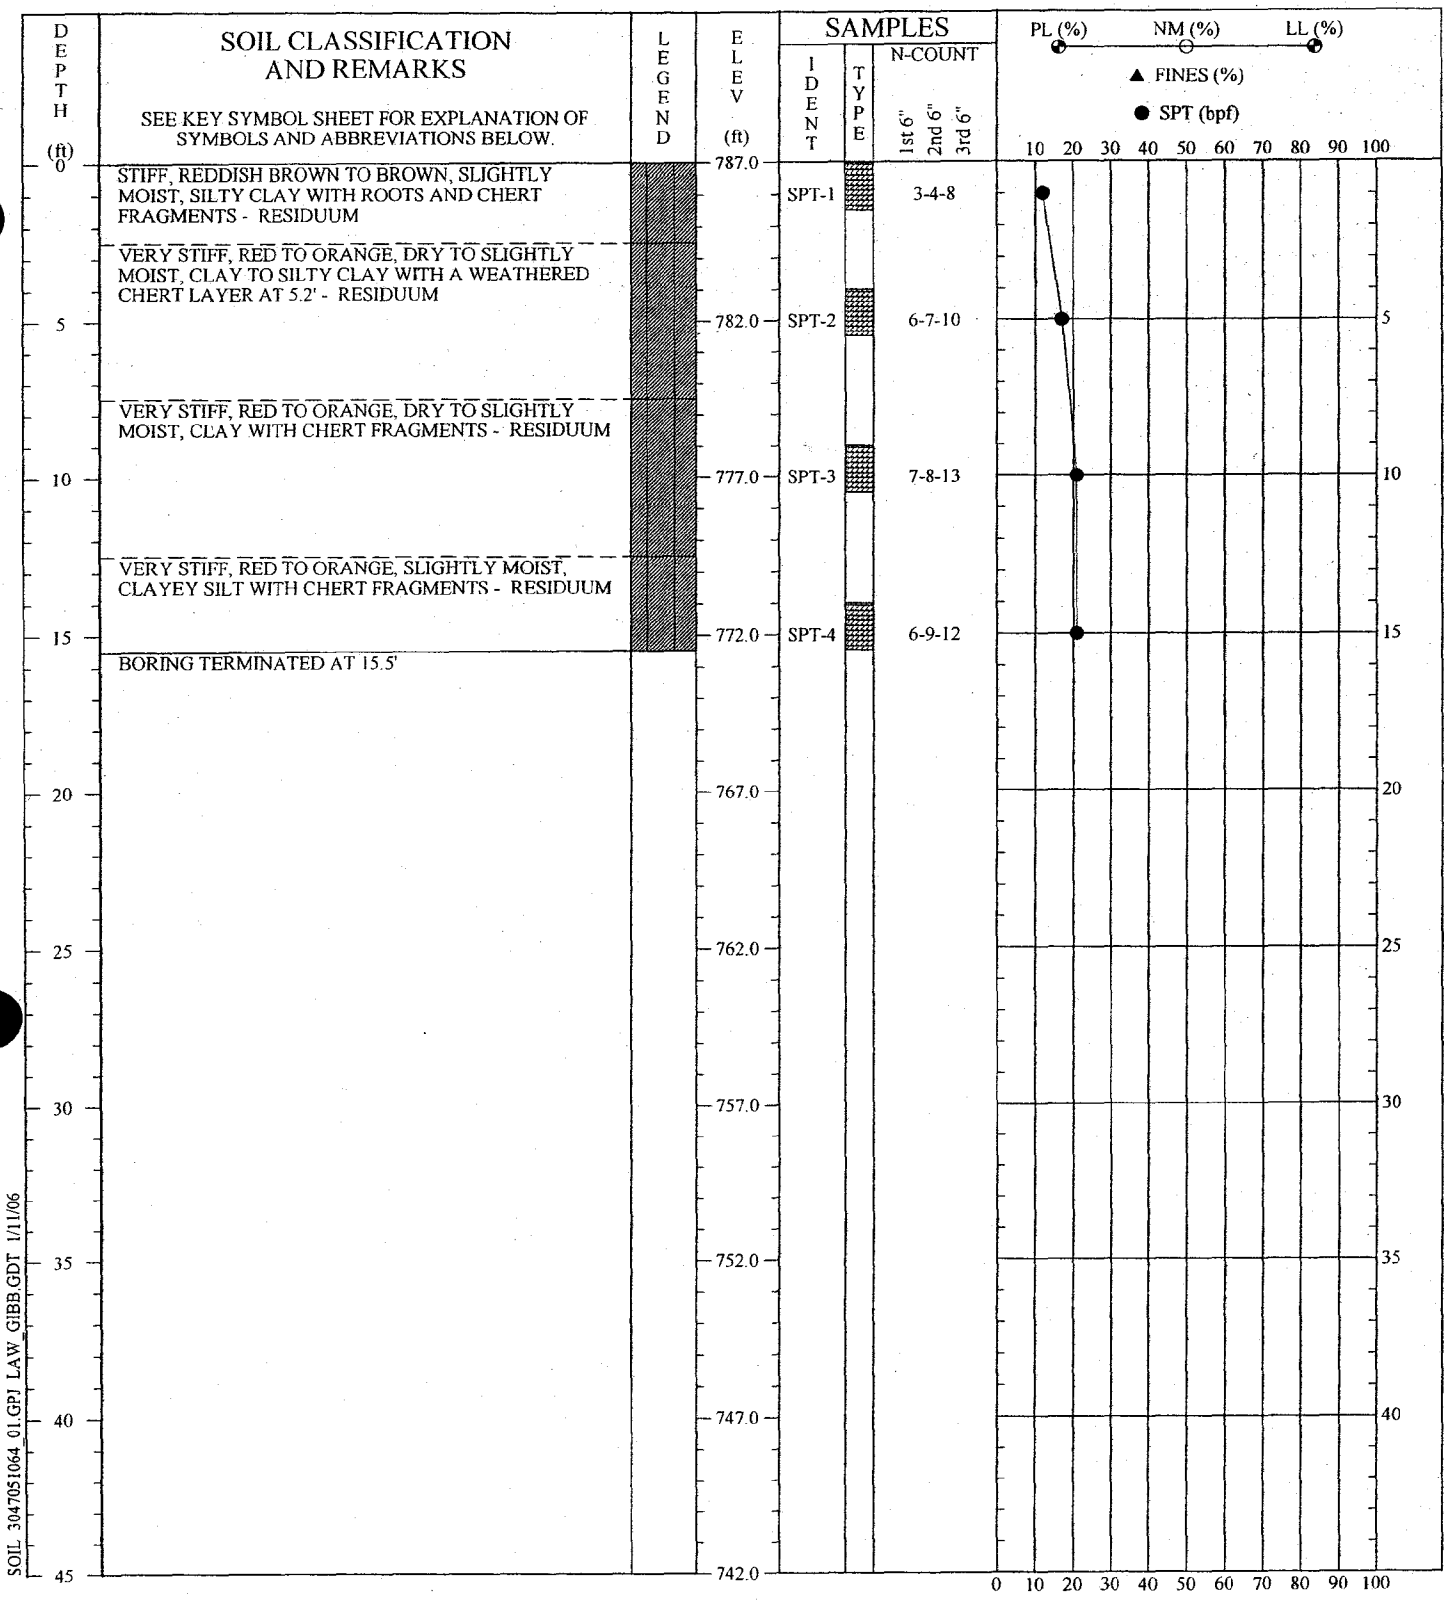 DEPTH (ft)
SOIL CLASSIFICATION
AND REMARKS
SEE KEY SYMBOL SHEET FOR EXPLANATION OF
SYMBOLS AND ABBREVIATIONS BELOW.
LEGEND
ELEV (ft)
SAMPLES
IDENT
TYPE
N-COUNT
1st 6"
2nd 6"
3rd 6"
PL (%) NM (%) LL (%)
▲ FINES (%)
● SPT (bpf)
10 20 30 40 50 60 70 80 90 100
0
STIFF, REDDISH BROWN TO BROWN, SLIGHTLY
MOIST, SILTY CLAY WITH ROOTS AND CHERT
FRAGMENTS - RESIDUUM
787.0
SPT-1 3-4-8
VERY STIFF, RED TO ORANGE, DRY TO SLIGHTLY
MOIST, CLAY TO SILTY CLAY WITH A WEATHERED
CHERT LAYER AT 5.2' - RESIDUUM
5 782.0 SPT-2 6-7-10 5
VERY STIFF, RED TO ORANGE, DRY TO SLIGHTLY
MOIST, CLAY WITH CHERT FRAGMENTS - RESIDUUM
10 777.0 SPT-3 7-8-13 10
VERY STIFF, RED TO ORANGE, SLIGHTLY MOIST,
CLAYEY SILT WITH CHERT FRAGMENTS - RESIDUUM
15 772.0 SPT-4 6-9-12 15
BORING TERMINATED AT 15.5'
20 767.0 20
25 762.0 25
30 757.0 30
35 752.0 35
40 747.0 40
45 742.0
0 10 20 30 40 50 60 70 80 90 100
SOIL 3047051064_01.GPJ LAW_GIBB.GDT 1/11/06